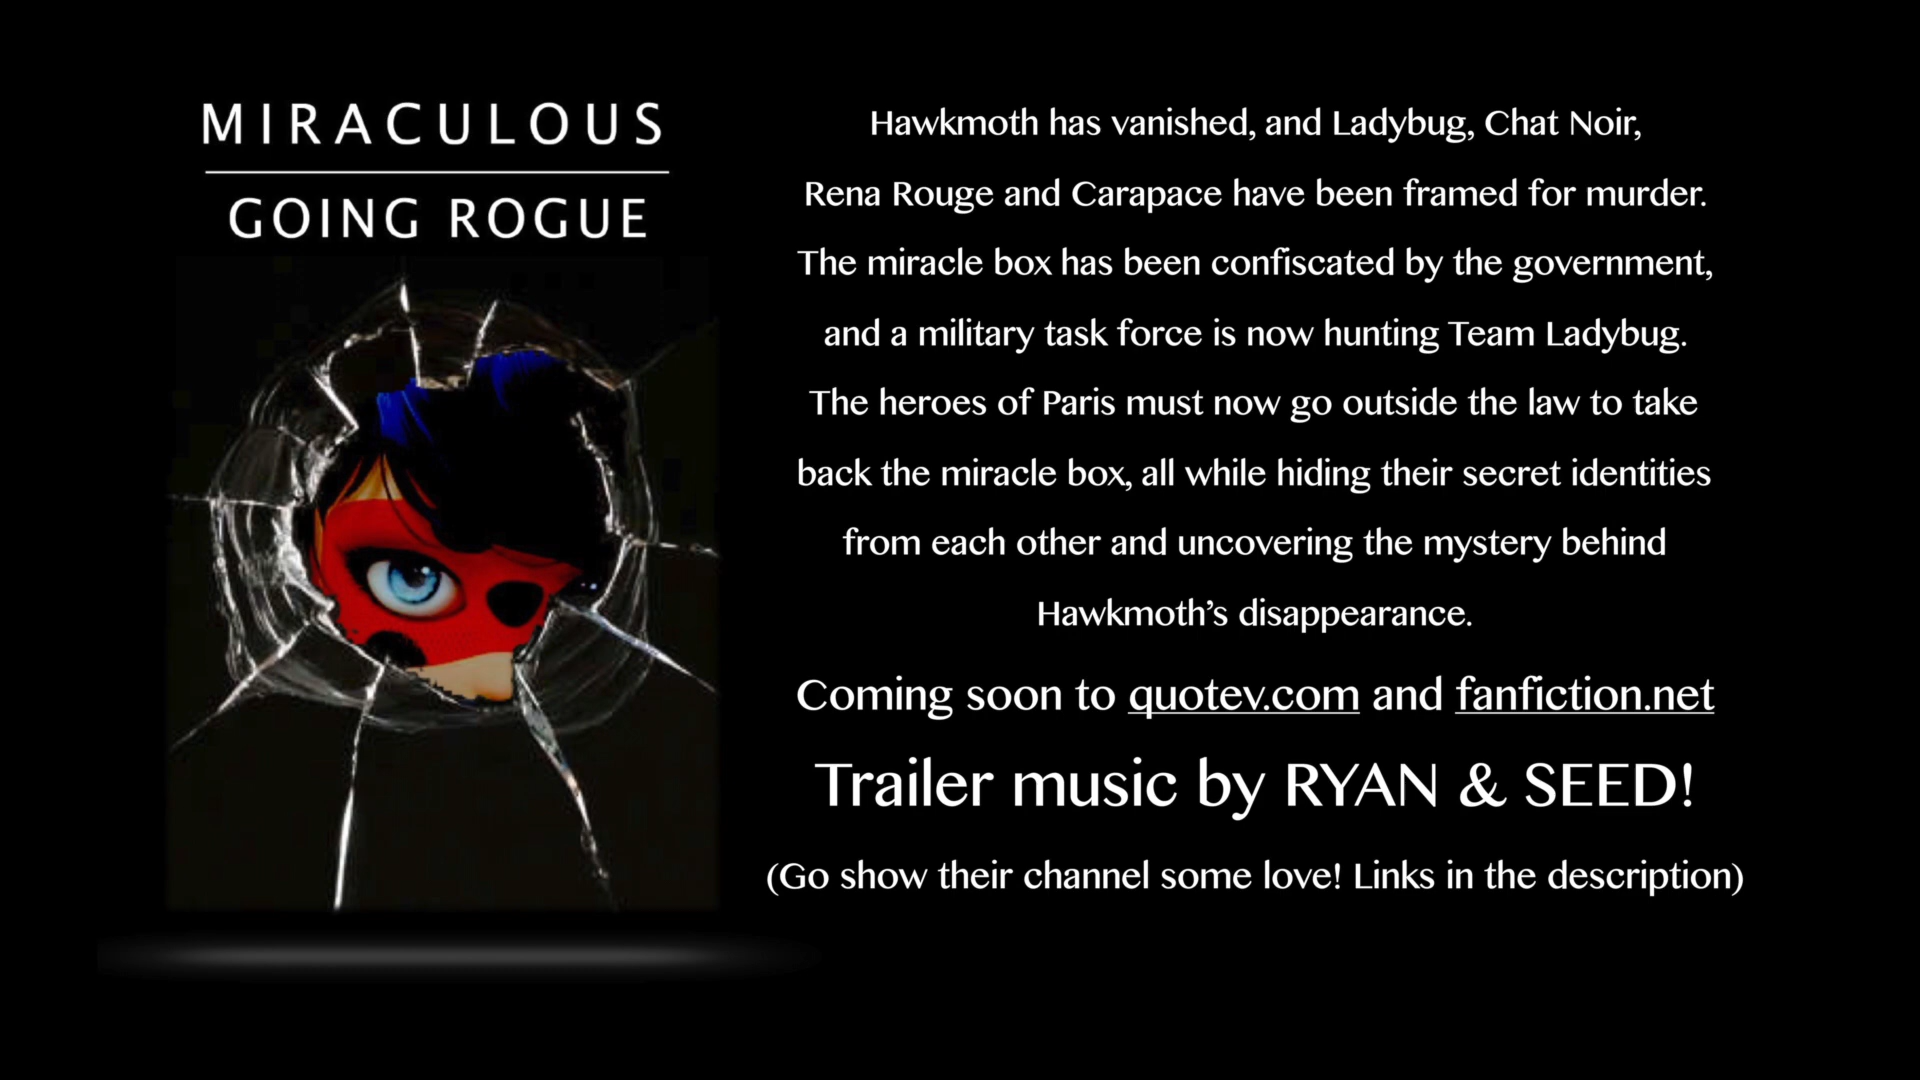 MIRACULOUS
GOING ROGUE
Hawkmoth has vanished, and Ladybug, Chat Noir,
Rena Rouge and Carapace have been framed for murder.
The miracle box has been confiscated by the government,
and a military task force is now hunting Team Ladybug.
The heroes of Paris must now go outside the law to take
back the miracle box, all while hiding their secret identities
from each other and uncovering the mystery behind
Hawkmoth’s disappearance.
Coming soon to quotev.com and fanfiction.net
Trailer music by RYAN & SEED!
(Go show their channel some love! Links in the description)